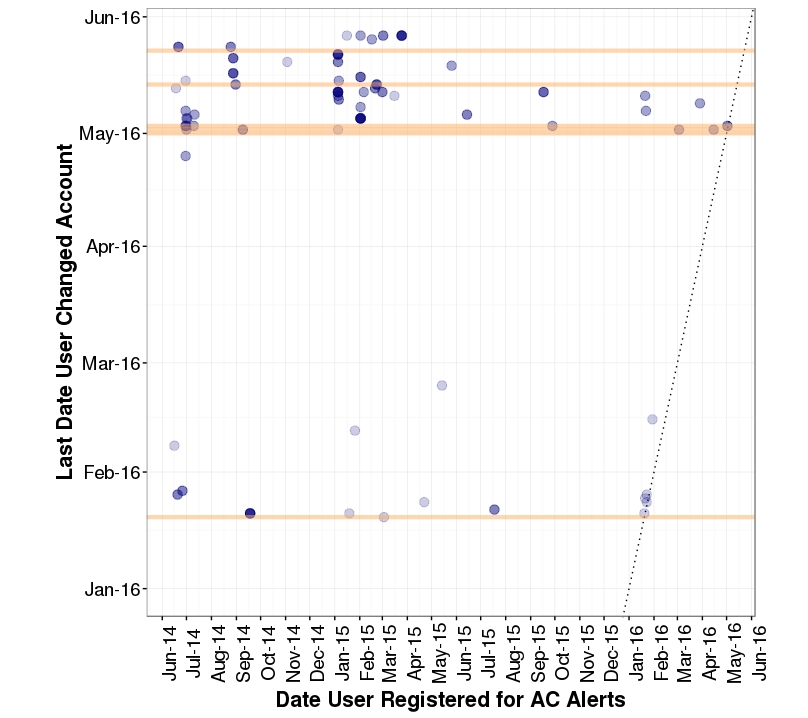 Last Date User Changed Account
Jun-16
May-16
Apr-16
Mar-16
Feb-16
Jan-16
Jun-14
Jul-14
Aug-14
Sep-14
Oct-14
Nov-14
Dec-14
Jan-15
Feb-15
Mar-15
Apr-15
May-15
Jun-15
Jul-15
Aug-15
Sep-15
Oct-15
Nov-15
Dec-15
Jan-16
Feb-16
Mar-16
Apr-16
May-16
Jun-16
Date User Registered for AC Alerts